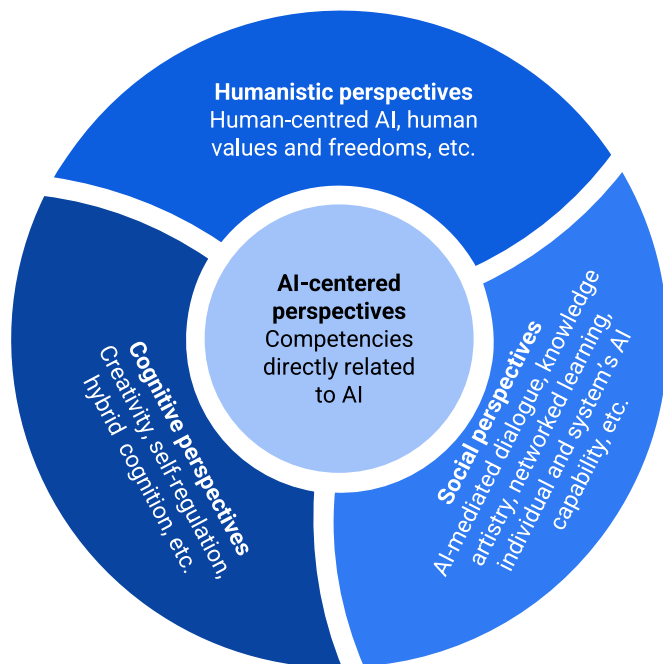 Humanistic perspectives
Human-centred AI, human
values and freedoms, etc.
AI-centered
perspectives
Competencies
directly related
to AI
Cognitive perspectives
Creativity, self-regulation,
hybrid cognition, etc.
Social perspectives
AI-mediated dialogue, knowledge
artistry, networked learning,
individual and system's AI
capability, etc.